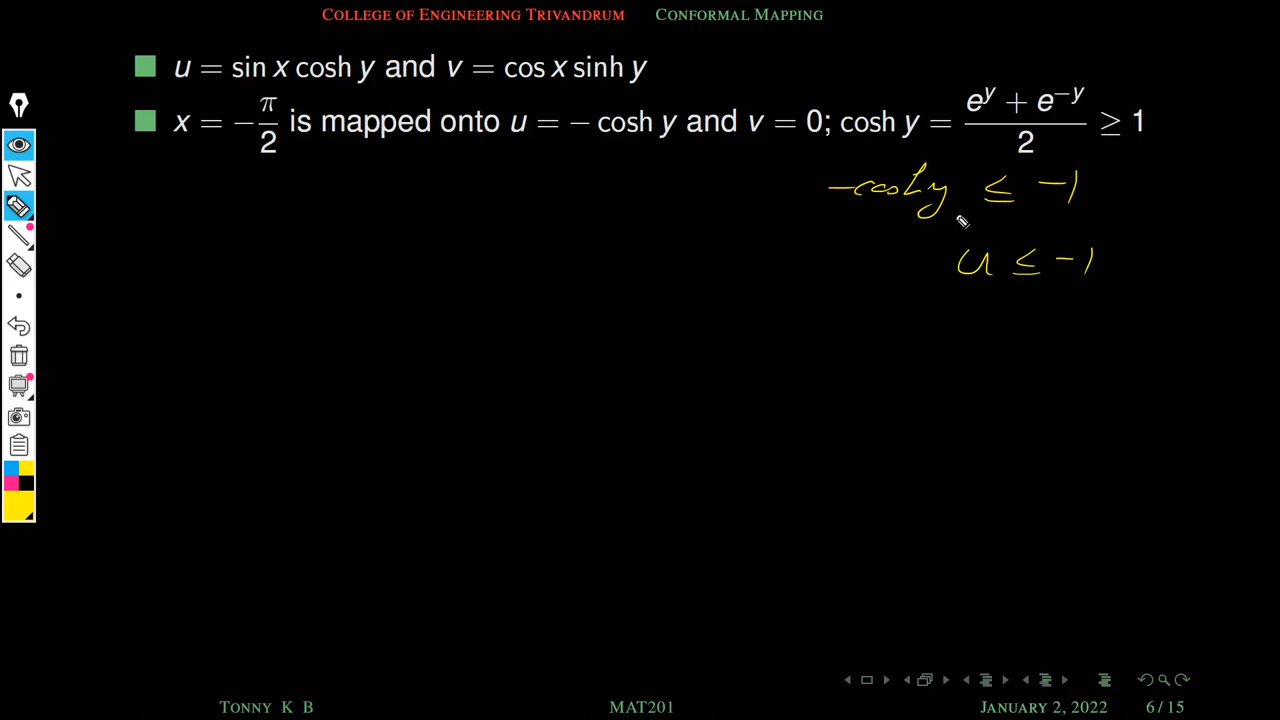 COLLEGE OF ENGINEERING TRIVANDRUM CONFORMAL MAPPING
u = sin x cosh y and v = cos x sinh y
x = −π/2 is mapped onto u = − cosh y and v = 0; cosh y = (e^y + e^−y)/2 ≥ 1
−cosh y ≤ −1
u ≤ −1
TONNY K B MAT201 JANUARY 2, 2022 6 / 15